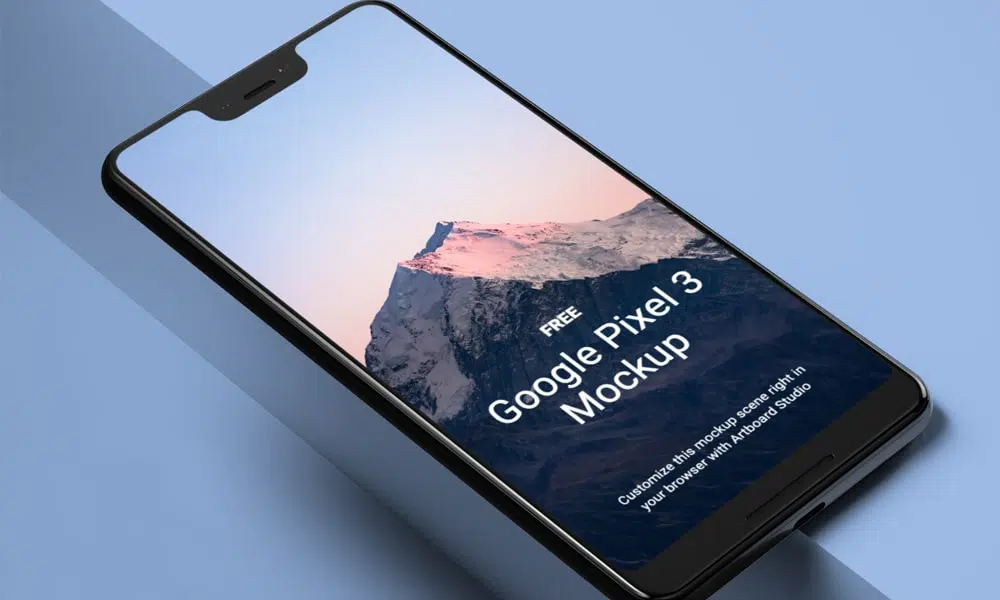 FREE
Google Pixel 3
Mockup
Customize this mockup scene right in
your browser with Artboard Studio